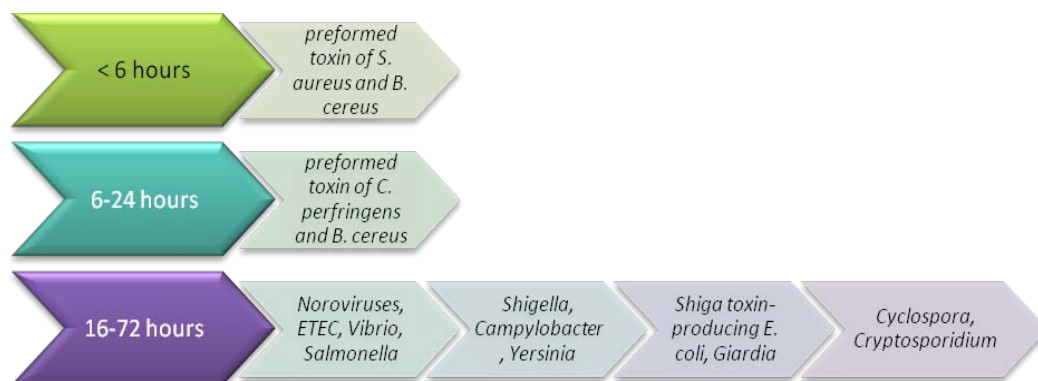 < 6 hours
preformed
toxin of S.
aureus and B.
cereus
6-24 hours
preformed
toxin of C.
perfringens
and B. cereus
16-72 hours
Noroviruses,
ETEC, Vibrio,
Salmonella
Shigella,
Campylobacter
, Yersinia
Shiga toxin-
producing E.
coli, Giardia
Cyclospora,
Cryptosporidium